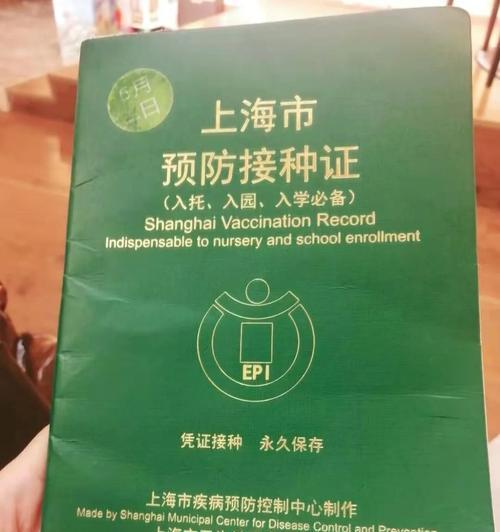 5月
日
上海市
预防接种证
（入托、入园、入学必备）
Shanghai Vaccination Record
Indispensable to nursery and school enrollment
EPI
凭证接种 永久保存
上海市疾病预防控制中心制作
Made by Shanghai Municipal Center for Disease Control and Prevention